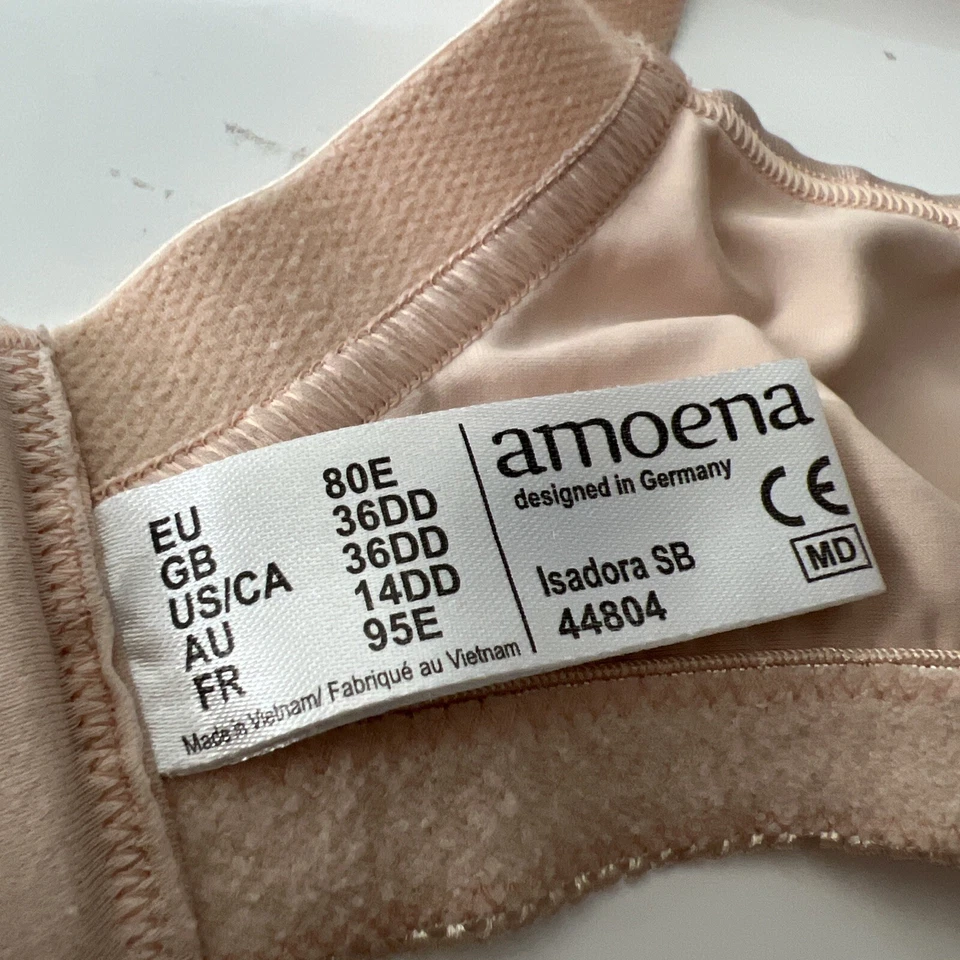 EU 80E
GB 36DD
US/CA 36DD
AU 14DD
FR 95E
Made in Vietnam/ Fabriqué au Vietnam
amoena
designed in Germany
CE
Isadora SB
MD
44804